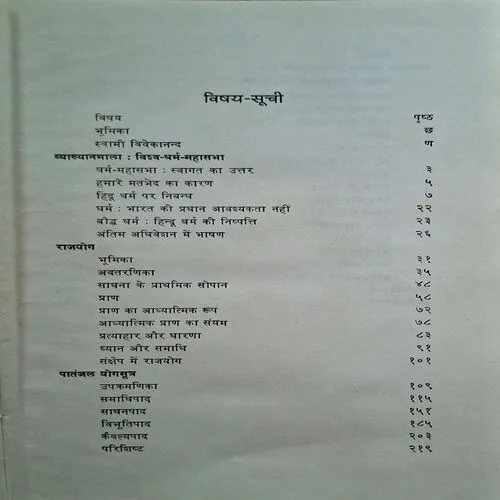 विषय-सूची
विषय पृष्ठ
भूमिका छ
स्वामी विवेकानन्द ण
व्याख्यानमाला : विश्व-धर्म-महासभा
धर्म-महासभा : स्वागत का उत्तर ३
हमारे मतभेद का कारण ५
हिंदू धर्म पर निबन्ध ७
धर्म : भारत की प्रधान आवश्यकता नहीं २२
बौद्ध धर्म : हिन्दू धर्म की निष्पत्ति २३
अंतिम अधिवेशन में भाषण २६
राजयोग
भूमिका ३१
अवतरणिका ३५
साधना के प्राथमिक सोपान ४८
प्राण ५८
प्राण का आध्यात्मिक रूप ७२
आध्यात्मिक प्राण का संयम ७८
प्रत्याहार और धारणा ८३
ध्यान और समाधि ९१
संक्षेप में राजयोग १०१
पातंजल योगसूत्र
उपक्रमणिका १०९
समाधिपाद ११५
साधनपाद १५१
विभूतिपाद १८५
कैवल्यपाद २०३
परिशिष्ट २१९